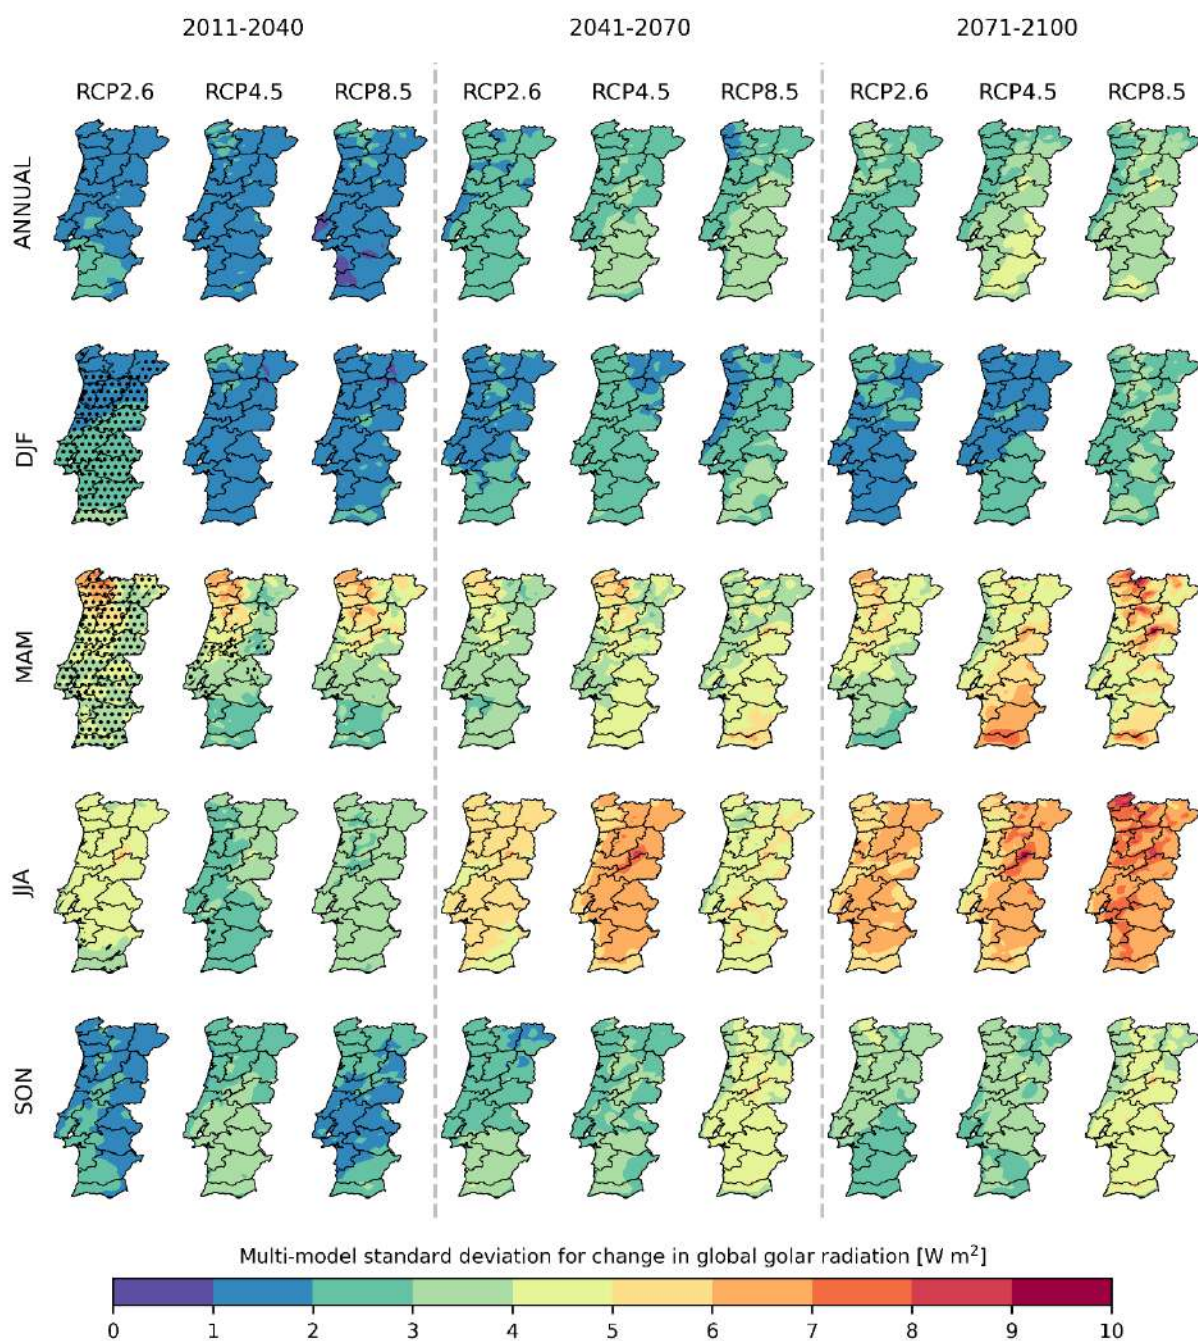 2011-2040 2041-2070 2071-2100
RCP2.6 RCP4.5 RCP8.5 RCP2.6 RCP4.5 RCP8.5 RCP2.6 RCP4.5 RCP8.5
ANNUAL
DJF
MAM
JJA
SON
Multi-model standard deviation for change in global golar radiation [W m²]
0 1 2 3 4 5 6 7 8 9 10